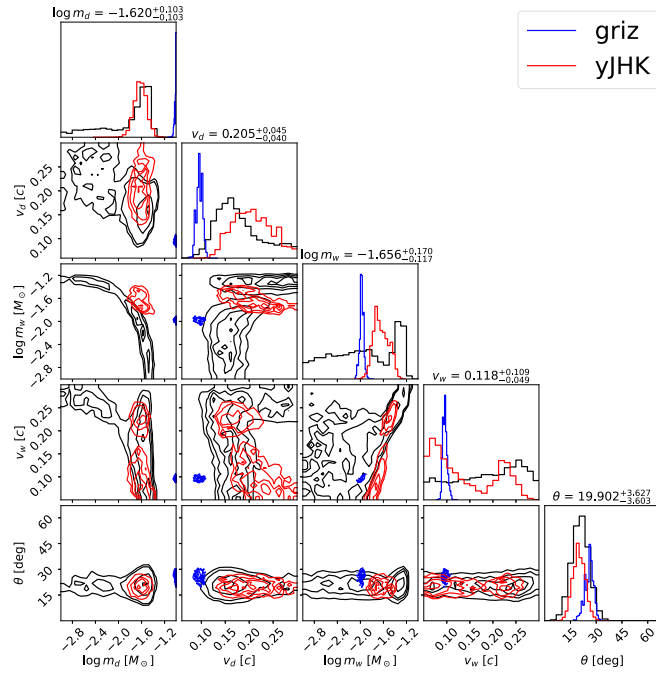 log m_d = −1.620^{+0.103}_{−0.103}
griz
yJHK
v_d = 0.205^{+0.045}_{−0.040}
v_d [c]
0.25
0.20
0.15
0.10
log m_w = −1.656^{+0.170}_{−0.117}
log m_w [M_⊙]
−1.2
−1.6
−2.0
−2.4
−2.8
v_w = 0.118^{+0.109}_{−0.049}
v_w [c]
0.25
0.20
0.15
0.10
θ = 19.902^{+3.627}_{−3.603}
θ [deg]
60
45
30
15
−2.8 −2.4 −2.0 −1.6 −1.2 0.10 0.15 0.20 0.25 −2.8 −2.4 −2.0 −1.6 −1.2 0.10 0.15 0.20 0.25 15 30 45 60
log m_d [M_⊙] v_d [c] log m_w [M_⊙] v_w [c] θ [deg]